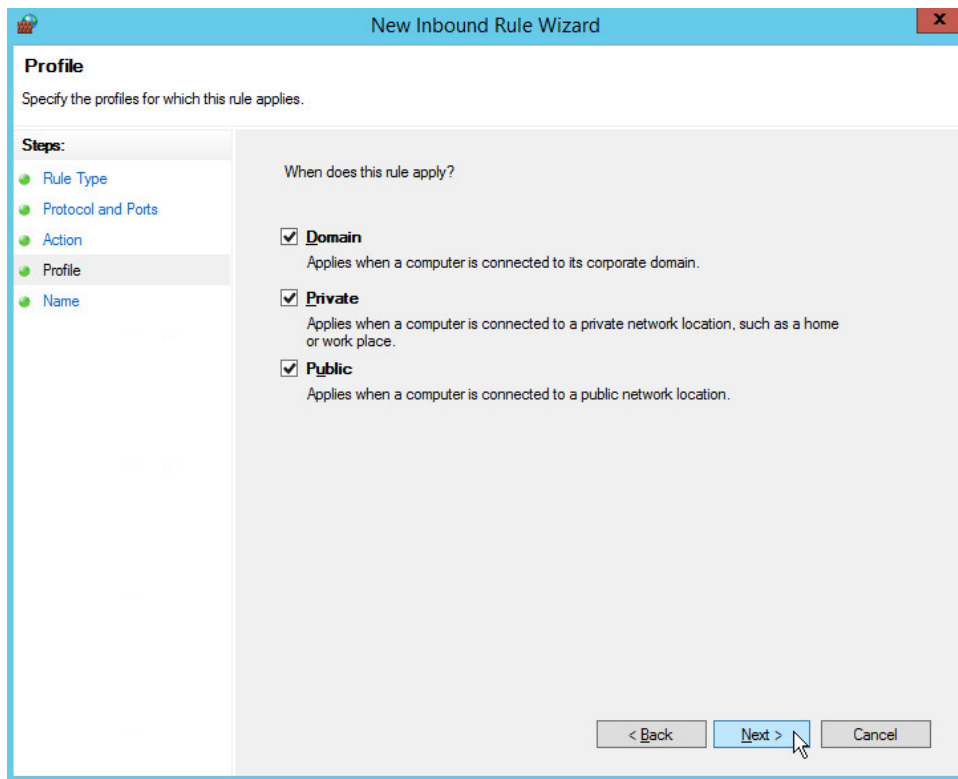 New Inbound Rule Wizard
x
Profile
Specify the profiles for which this rule applies.
Steps:
Rule Type
Protocol and Ports
Action
Profile
Name
When does this rule apply?
Domain
Applies when a computer is connected to its corporate domain.
Private
Applies when a computer is connected to a private network location, such as a home
or work place.
Public
Applies when a computer is connected to a public network location.
< Back
Next >
Cancel